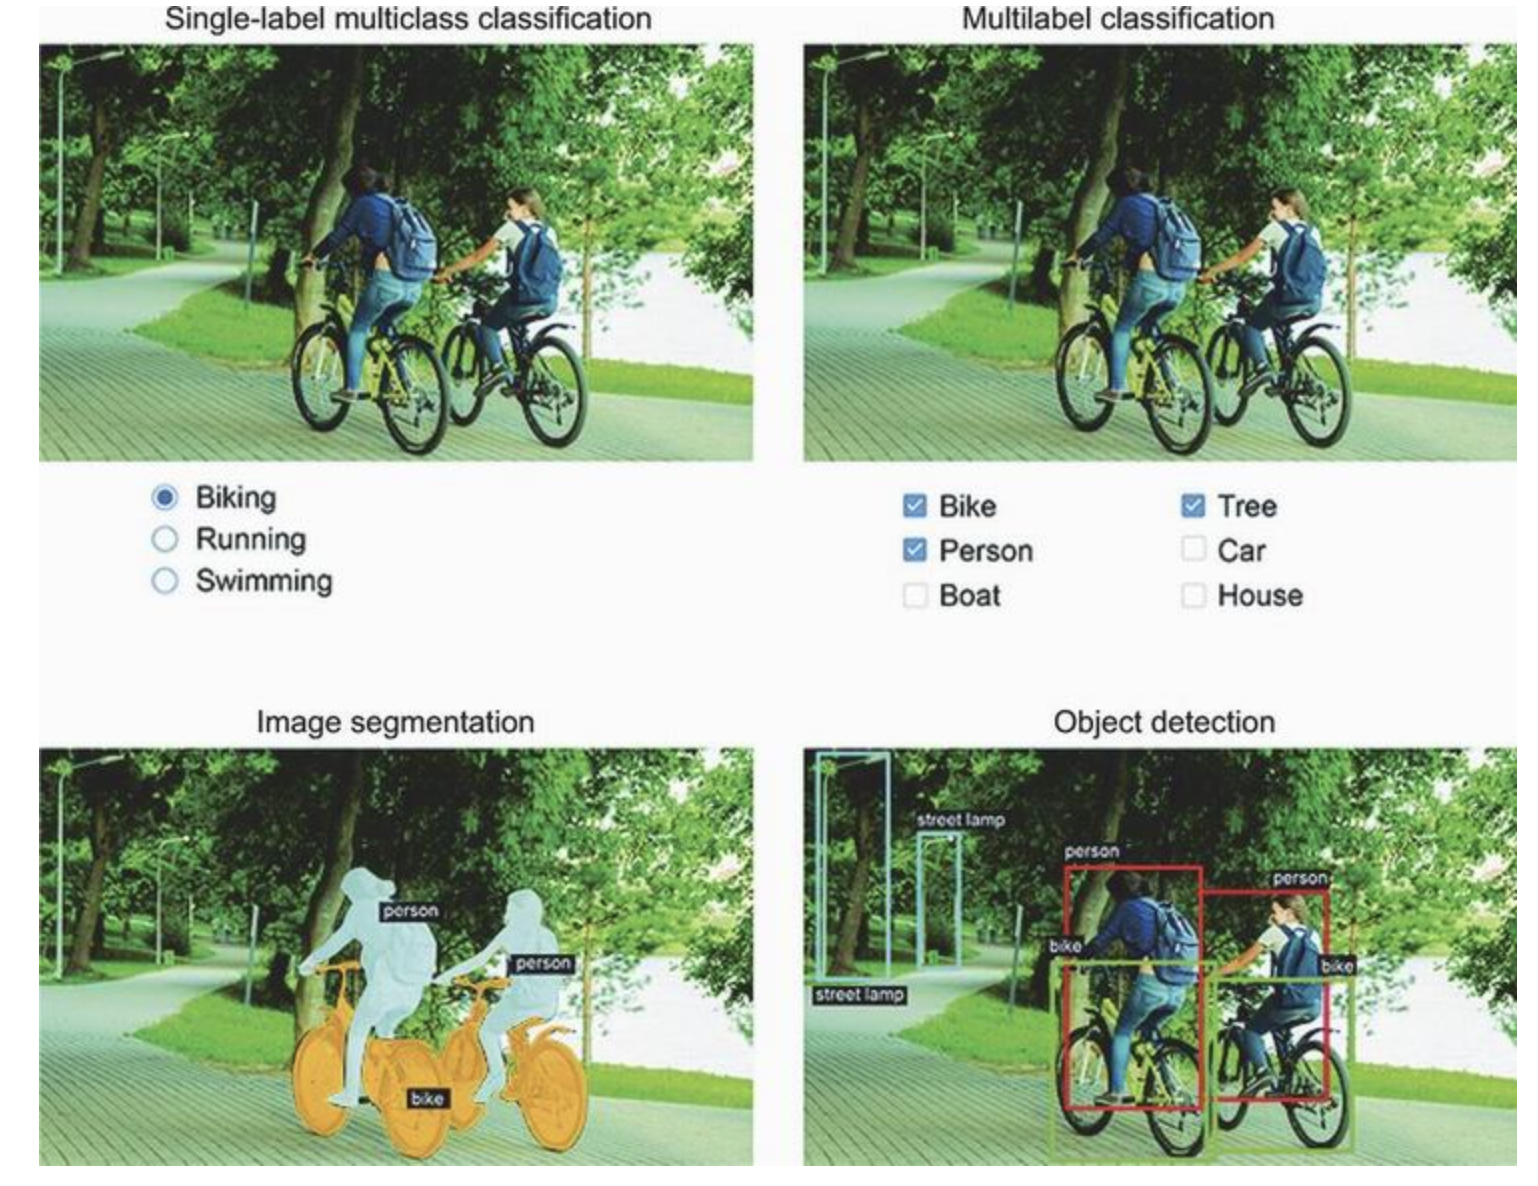 Single-label multiclass classification
Multilabel classification
Biking
Running
Swimming
Bike
Tree
Person
Car
Boat
House
Image segmentation
Object detection
person
person
bike
street lamp
person
person
bike
bike
street lamp